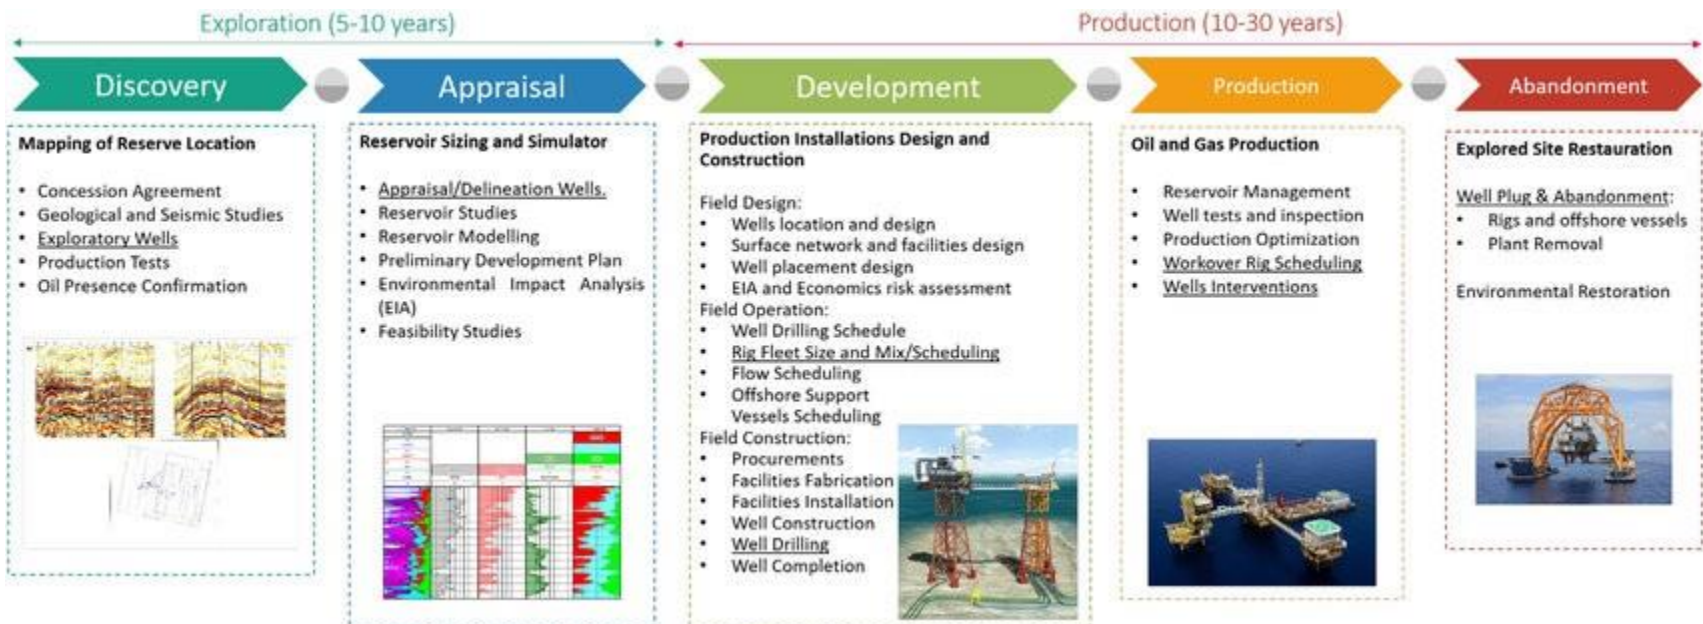 Exploration (5-10 years)
Production (10-30 years)
Discovery
Appraisal
Development
Production
Abandonment
Mapping of Reserve Location
• Concession Agreement
• Geological and Seismic Studies
• Exploratory Wells
• Production Tests
• Oil Presence Confirmation
Reservoir Sizing and Simulator
• Appraisal/Delineation Wells.
• Reservoir Studies
• Reservoir Modelling
• Preliminary Development Plan
• Environmental Impact Analysis
(EIA)
• Feasibility Studies
Production Installations Design and
Construction
Field Design:
• Wells location and design
• Surface network and facilities design
• Well placement design
• EIA and Economics risk assessment
Field Operation:
• Well Drilling Schedule
• Rig Fleet Size and Mix/Scheduling
• Flow Scheduling
• Offshore Support
Vessels Scheduling
Field Construction:
• Procurements
• Facilities Fabrication
• Facilities Installation
• Well Construction
• Well Drilling
• Well Completion
Oil and Gas Production
• Reservoir Management
• Well tests and inspection
• Production Optimization
• Workover Rig Scheduling
• Wells Interventions
Explored Site Restauration
Well Plug & Abandonment:
• Rigs and offshore vessels
• Plant Removal
Environmental Restoration